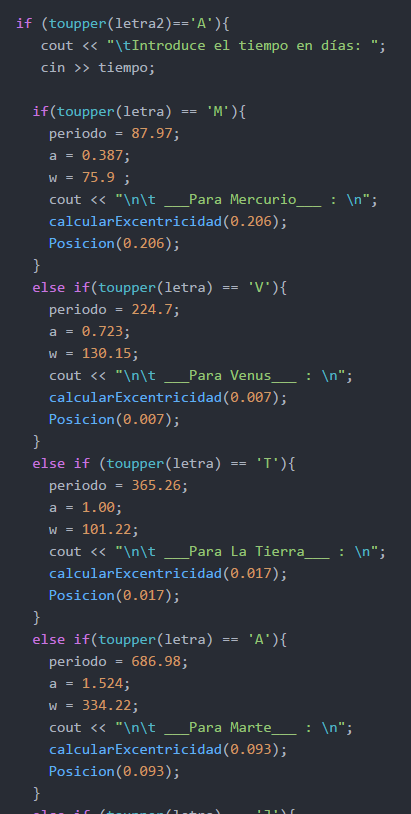 if (toupper(letra2)=='A'){
cout << "\tIntroduce el tiempo en días: ";
cin >> tiempo;
if(toupper(letra) == 'M'){
periodo = 87.97;
a = 0.387;
w = 75.9 ;
cout << "\n\t ___Para Mercurio___ : \n";
calcularExcentricidad(0.206);
Posicion(0.206);
}
else if(toupper(letra) == 'V'){
periodo = 224.7;
a = 0.723;
w = 130.15;
cout << "\n\t ___Para Venus___ : \n";
calcularExcentricidad(0.007);
Posicion(0.007);
}
else if (toupper(letra) == 'T'){
periodo = 365.26;
a = 1.00;
w = 101.22;
cout << "\n\t ___Para La Tierra___ : \n";
calcularExcentricidad(0.017);
Posicion(0.017);
}
else if(toupper(letra) == 'A'){
periodo = 686.98;
a = 1.524;
w = 334.22;
cout << "\n\t ___Para Marte___ : \n";
calcularExcentricidad(0.093);
Posicion(0.093);
}